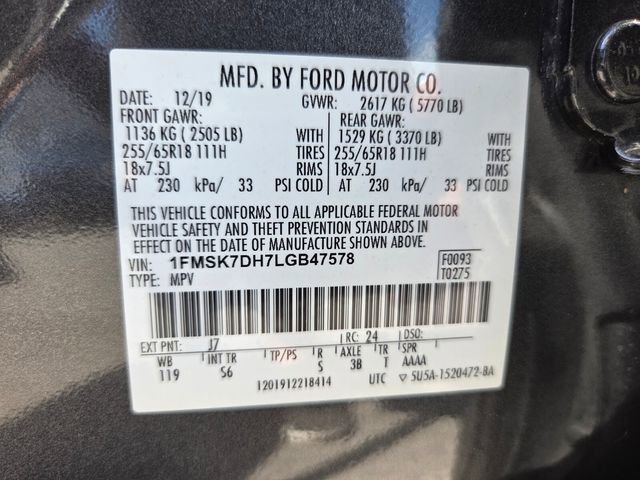 MFD. BY FORD MOTOR CO.
DATE: 12/19 GVWR: 2617 KG (5770 LB)
FRONT GAWR: REAR GAWR:
1136 KG (2505 LB) WITH 1529 KG (3370 LB) WITH
255/65R18 111H TIRES 255/65R18 111H TIRES
18x7.5J RIMS 18x7.5J RIMS
AT 230 kPa/ 33 PSI COLD AT 230 kPa/ 33 PSI COLD
THIS VEHICLE CONFORMS TO ALL APPLICABLE FEDERAL MOTOR
VEHICLE SAFETY AND THEFT PREVENTION STANDARDS IN
EFFECT ON THE DATE OF MANUFACTURE SHOWN ABOVE.
VIN: 1FMSK7DH7LGB47578 F0093
TYPE: MPV T0275
EXT PNT: J7 RC: 24 DSO:
WB INT TR TP/PS R AXLE TR SPR
119 S6 S 3B T AAAA
1201912218414 UTC ▽ 5U5A-1520472-BA